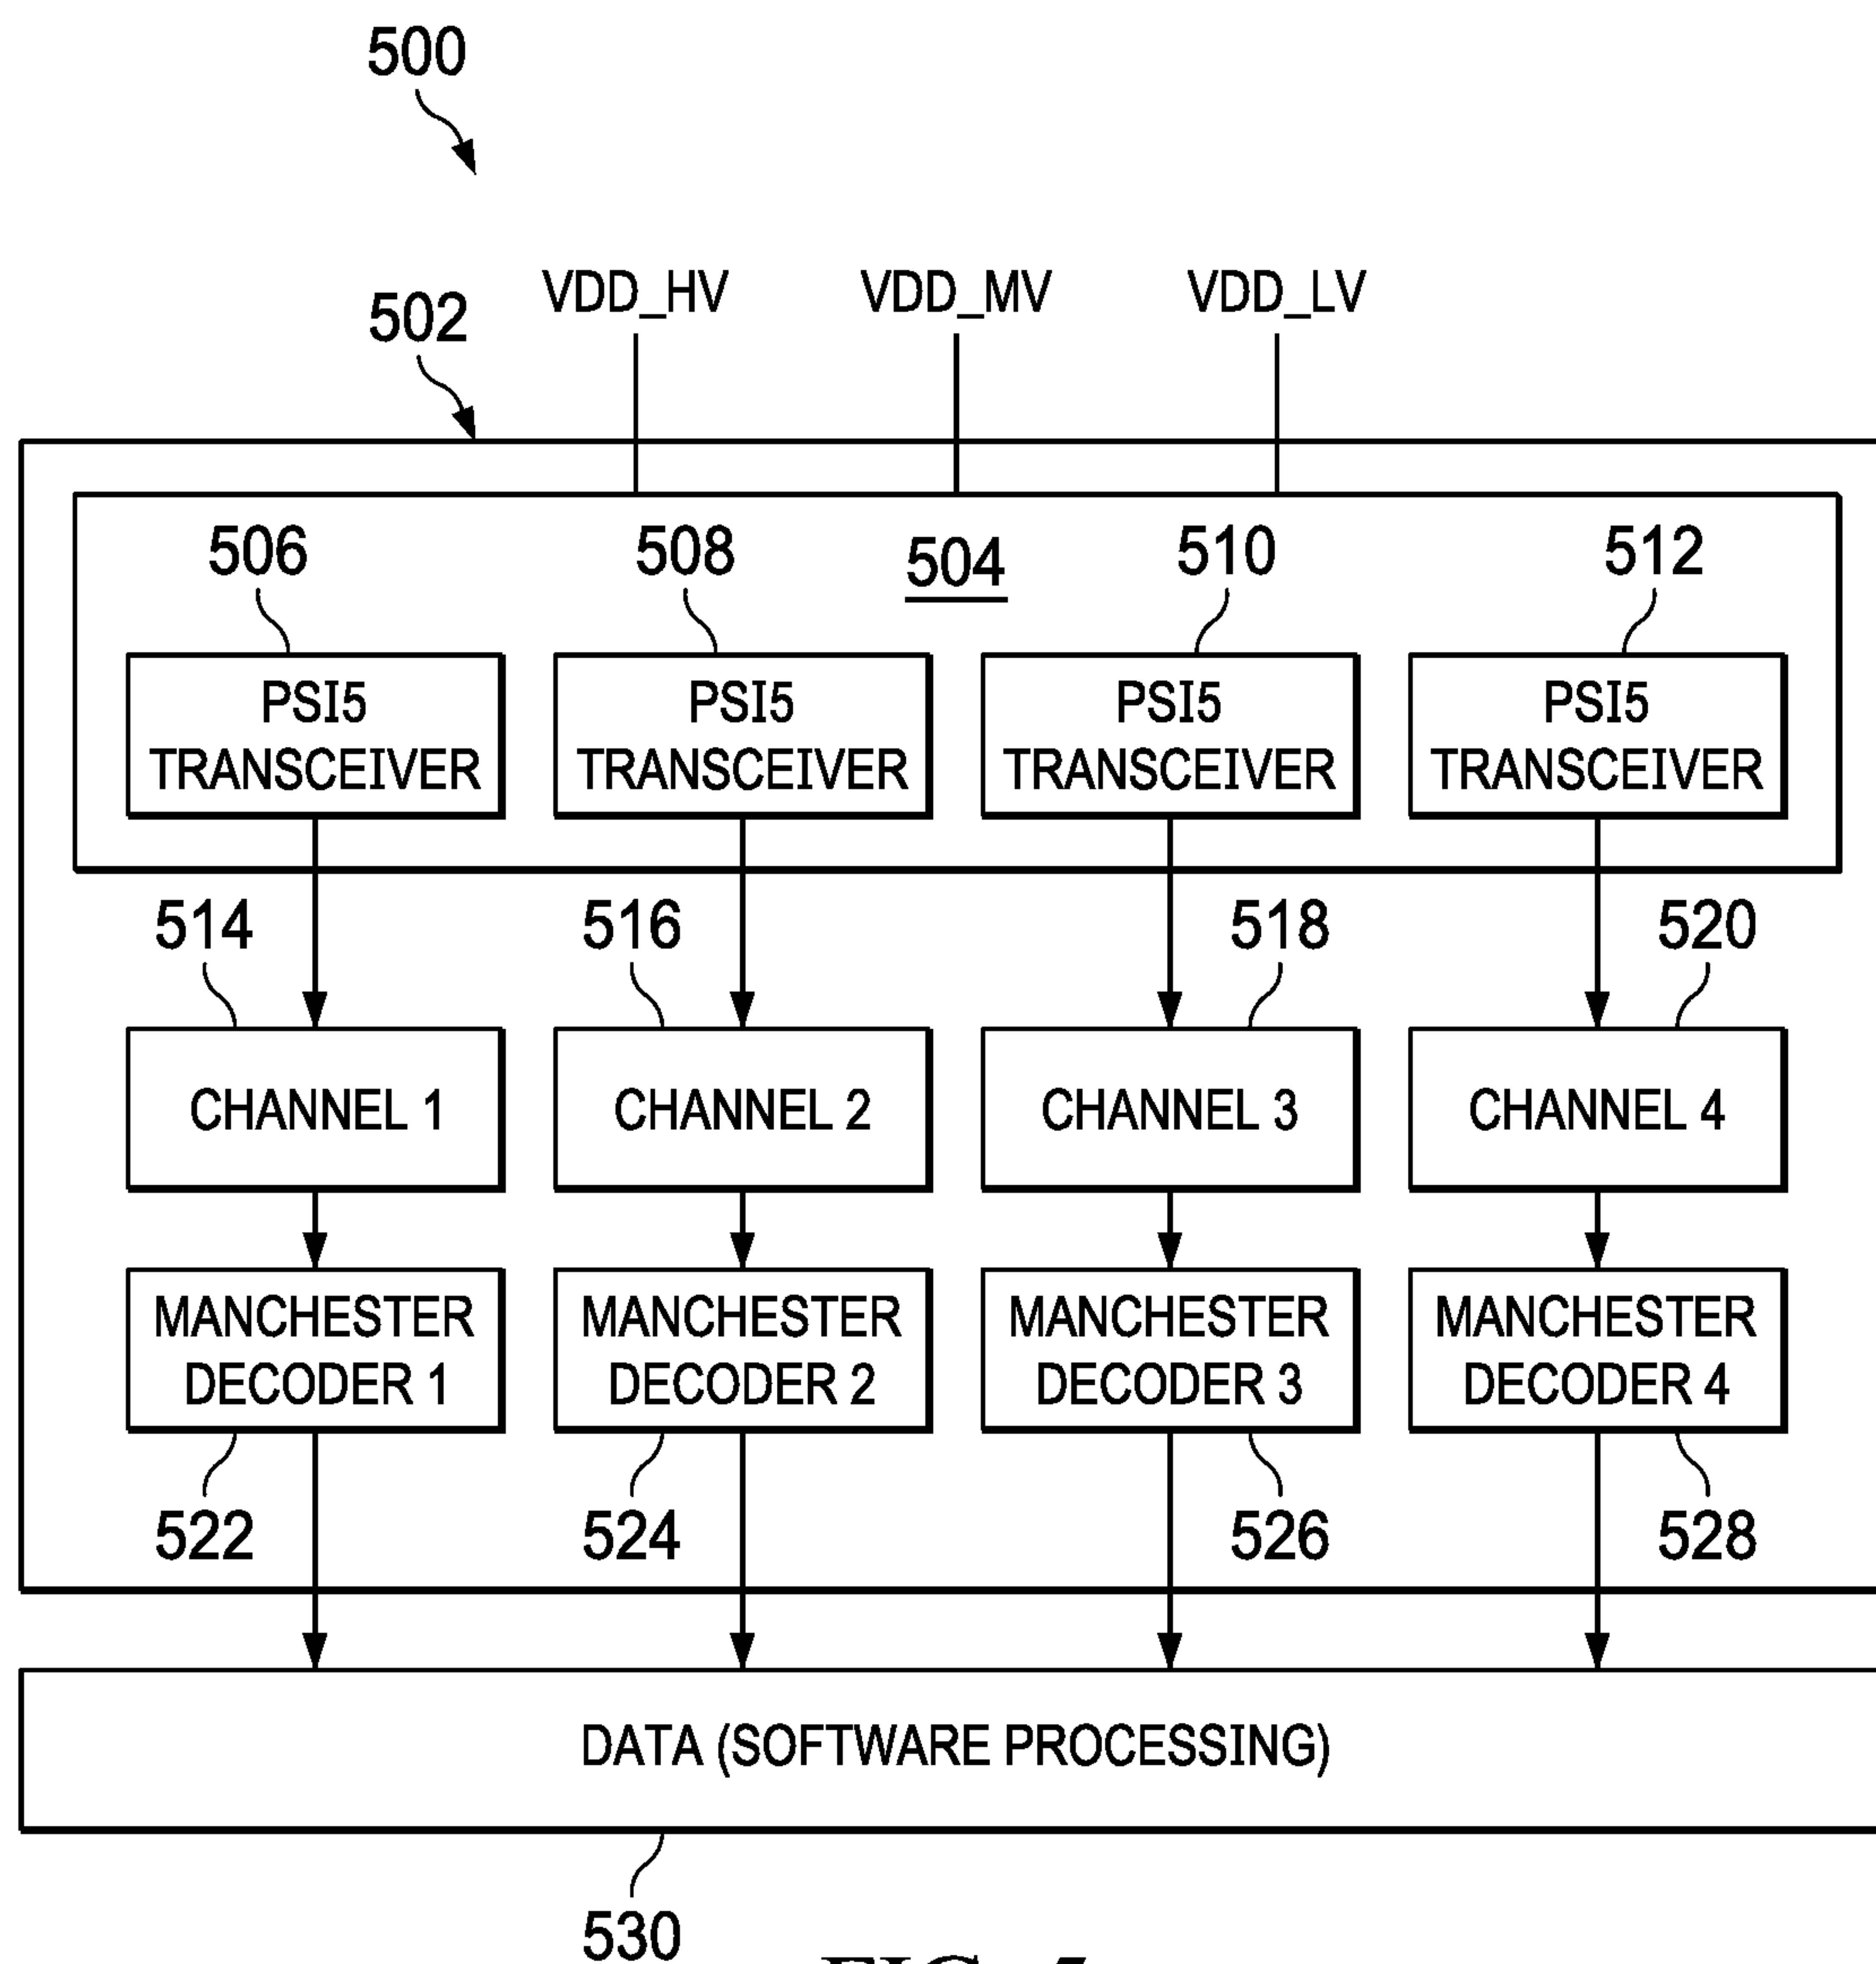 500
502
VDD_HV VDD_MV VDD_LV
506 508 504 510 512
PSI5 TRANSCEIVER
PSI5 TRANSCEIVER
PSI5 TRANSCEIVER
PSI5 TRANSCEIVER
514 516 518 520
CHANNEL 1 CHANNEL 2 CHANNEL 3 CHANNEL 4
MANCHESTER DECODER 1
MANCHESTER DECODER 2
MANCHESTER DECODER 3
MANCHESTER DECODER 4
522 524 526 528
DATA (SOFTWARE PROCESSING)
530